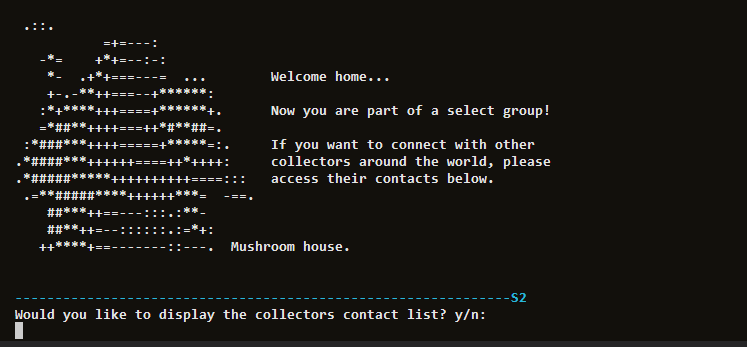 Welcome home...
Now you are part of a select group!
If you want to connect with other
collectors around the world, please
access their contacts below.
Mushroom house.
S2
Would you like to display the collectors contact list? y/n: